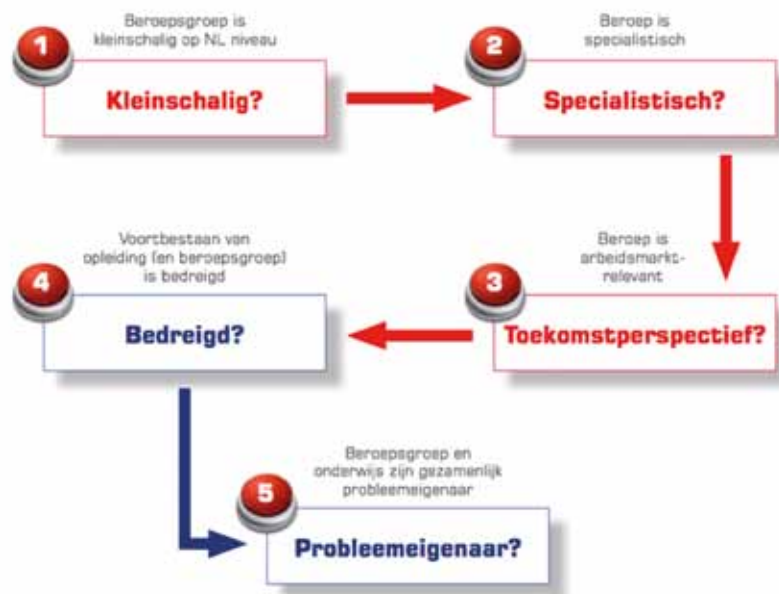 Beroepsgroep is
kleinschalig op NL niveau
1
Kleinschalig?
Beroep is
specialistisch
2
Specialistisch?
Beroep is
arbeidsmarkt-
relevant
3
Toekomstperspectief?
Voortbestaan van
opleiding (en beroepsgroep)
is bedreigd
4
Bedreigd?
Beroepsgroep en
onderwijs zijn gezamenlijk
probleemeigenaar
5
Probleemeigenaar?